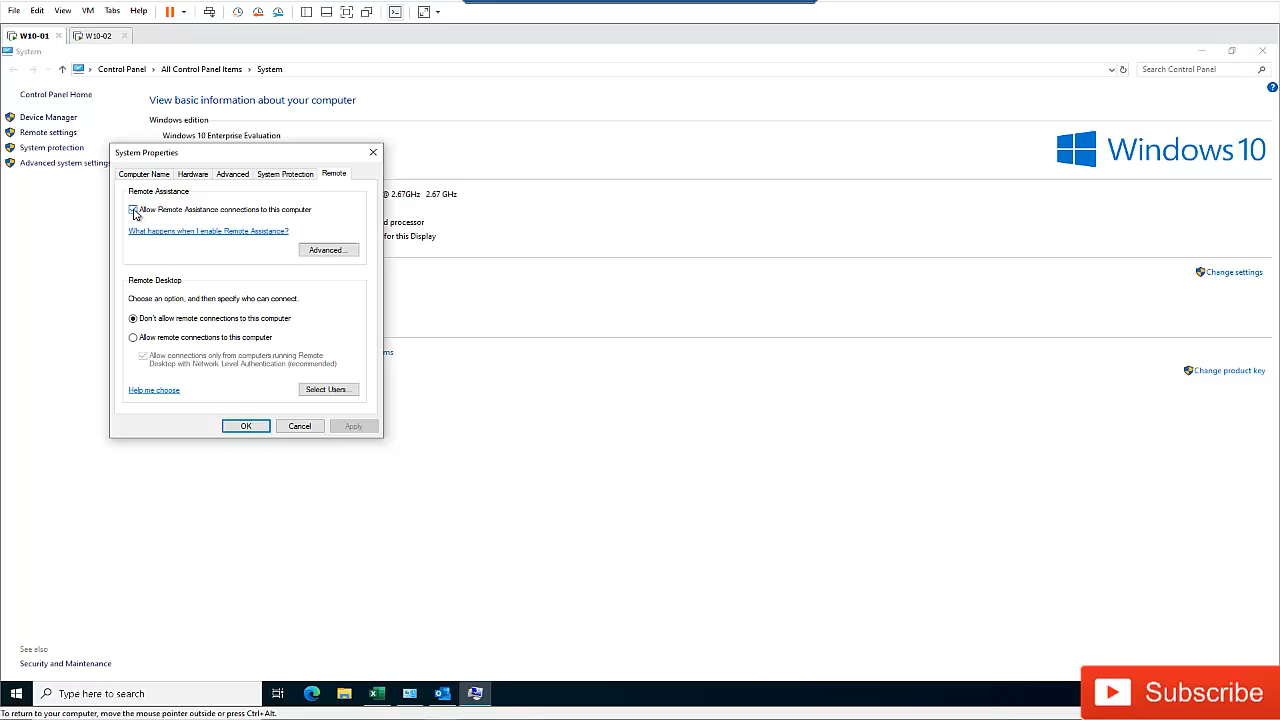 File Edit View VM Tabs Help
W10-01 W10-02
System
Control Panel All Control Panel Items System
Search Control Panel
Control Panel Home
View basic information about your computer
Device Manager
Windows edition
Remote settings
Windows 10 Enterprise Evaluation
System protection
Windows 10
Advanced system settings
System Properties
Computer Name Hardware Advanced System Protection Remote
Remote Assistance
@ 2.67GHz 2.67 GHz
Allow Remote Assistance connections to this computer
d processor
What happens when I enable Remote Assistance?
for this Display
Advanced...
Change settings
Remote Desktop
Choose an option, and then specify who can connect.
Don't allow remote connections to this computer
Allow remote connections to this computer
Allow connections only from computers running Remote
Desktop with Network Level Authentication (recommended)
ms
Change product key
Help me choose
Select Users...
OK Cancel Apply
See also
Security and Maintenance
Type here to search
Subscribe
To return to your computer, move the mouse pointer outside or press Ctrl+Alt.